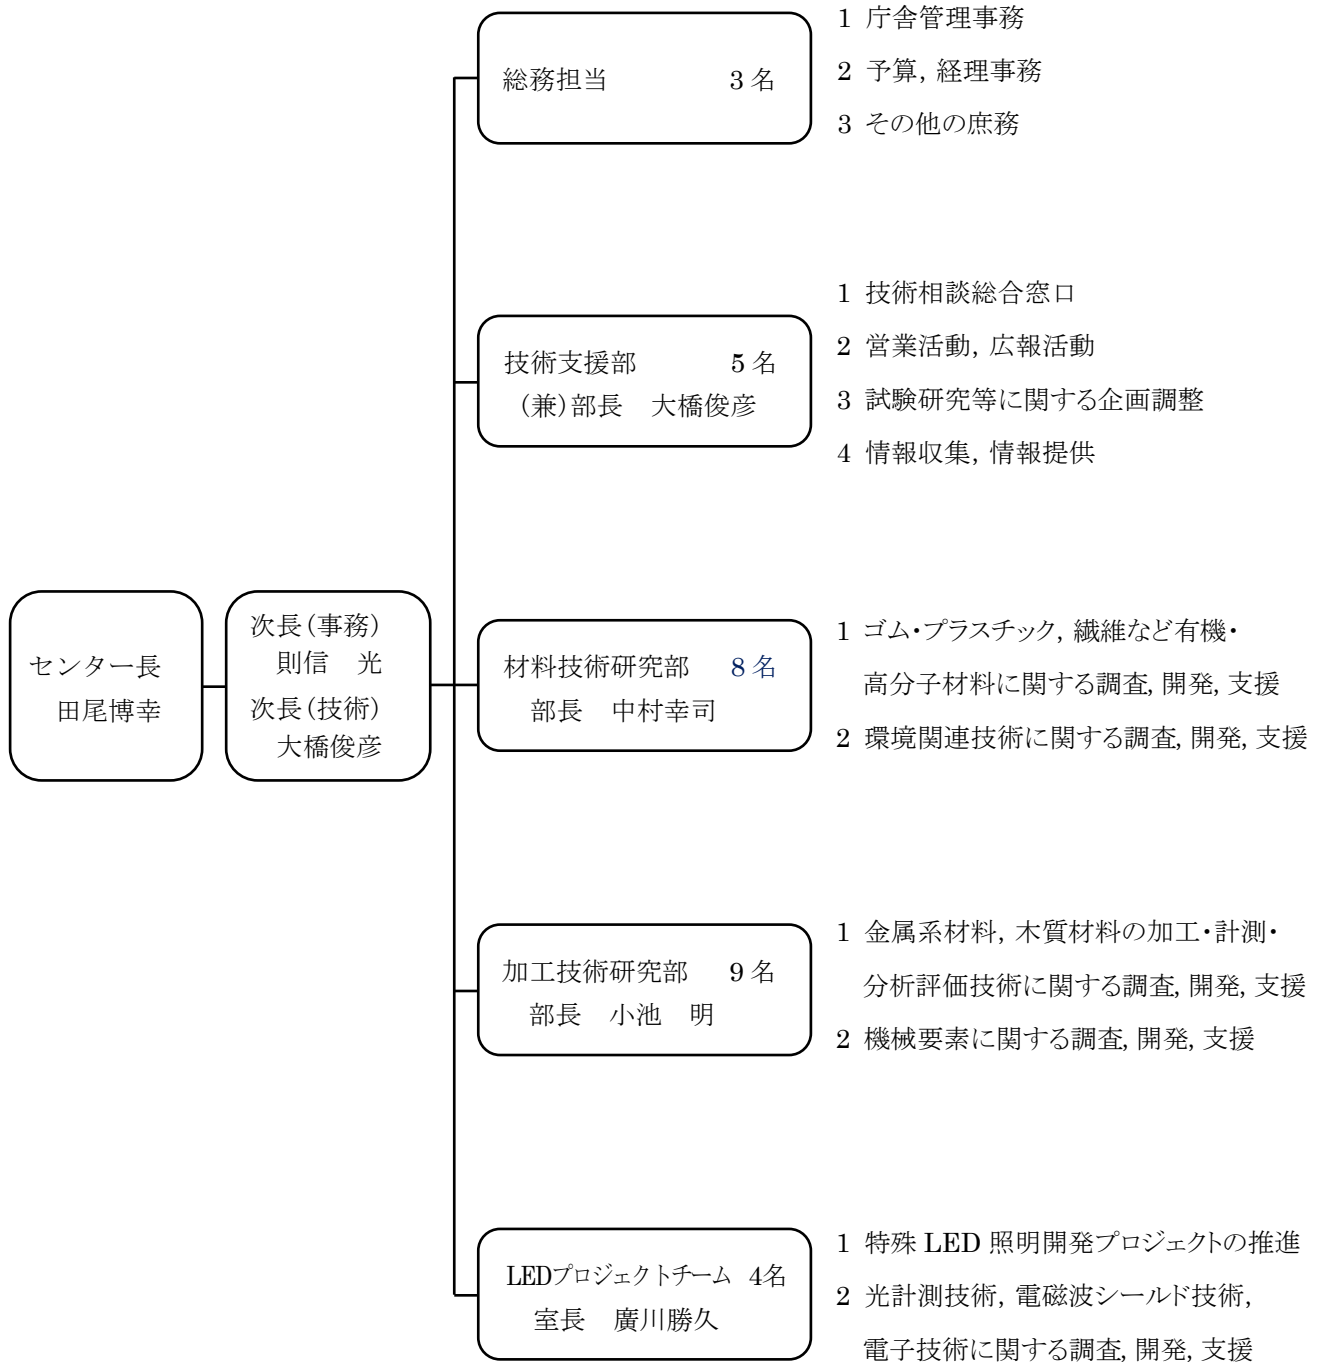 センター長
田尾博幸
次長(事務)
則信　光
次長(技術)
大橋俊彦
総務担当　3名
1 庁舎管理事務
2 予算, 経理事務
3 その他の庶務
技術支援部　5名
(兼)部長　大橋俊彦
1 技術相談総合窓口
2 営業活動, 広報活動
3 試験研究等に関する企画調整
4 情報収集, 情報提供
材料技術研究部　8名
部長　中村幸司
1 ゴム・プラスチック, 繊維など有機・
高分子材料に関する調査, 開発, 支援
2 環境関連技術に関する調査, 開発, 支援
加工技術研究部　9名
部長　小池　明
1 金属系材料, 木質材料の加工・計測・
分析評価技術に関する調査, 開発, 支援
2 機械要素に関する調査, 開発, 支援
LEDプロジェクトチーム 4名
室長　廣川勝久
1 特殊 LED 照明開発プロジェクトの推進
2 光計測技術, 電磁波シールド技術,
電子技術に関する調査, 開発, 支援